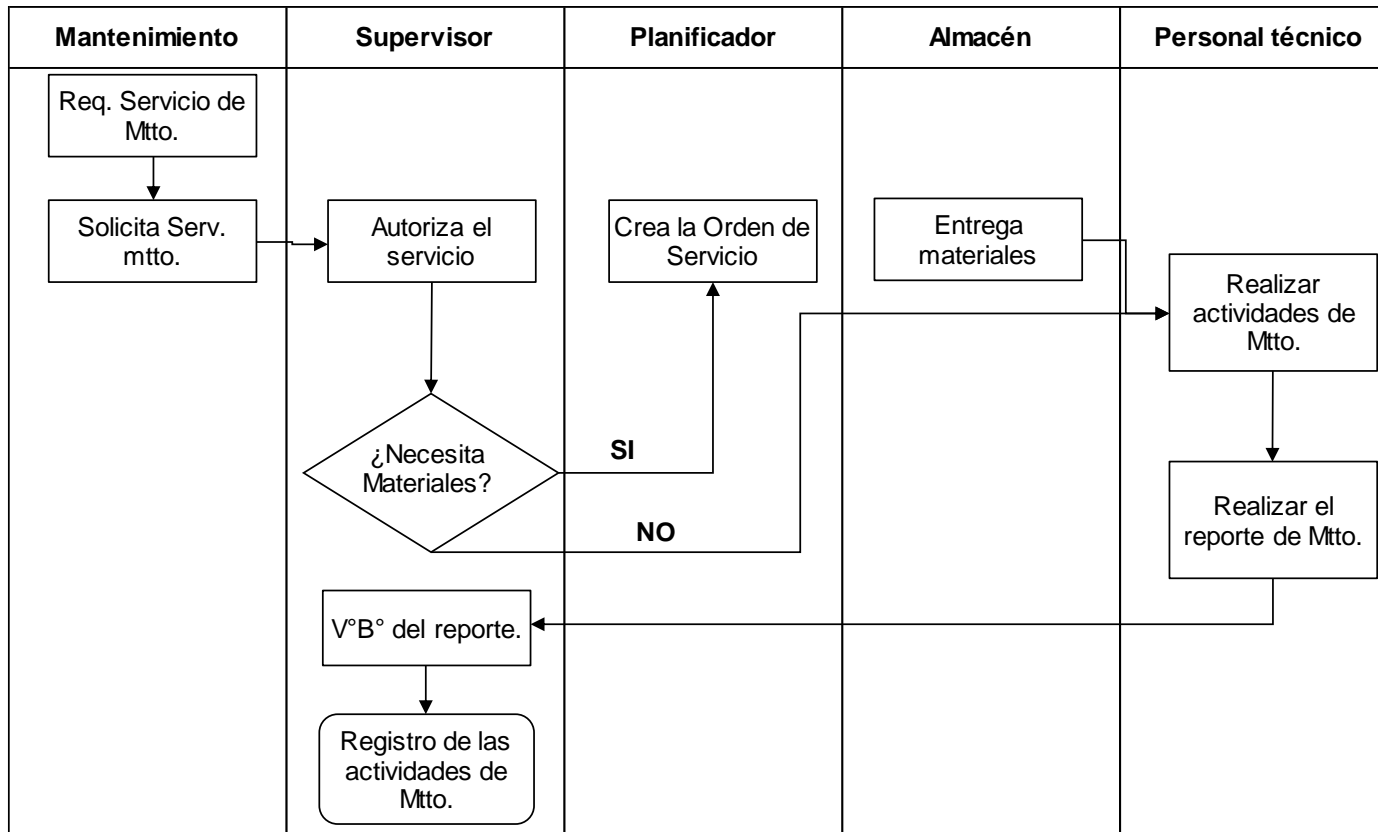 Mantenimiento
Supervisor
Planificador
Almacén
Personal técnico
Req. Servicio de
Mtto.
Solicita Serv.
mtto.
Autoriza el
servicio
Crea la Orden de
Servicio
Entrega
materiales
Realizar
actividades de
Mtto.
¿Necesita
Materiales?
SI
NO
Realizar el
reporte de Mtto.
V°B° del reporte.
Registro de las
actividades de
Mtto.